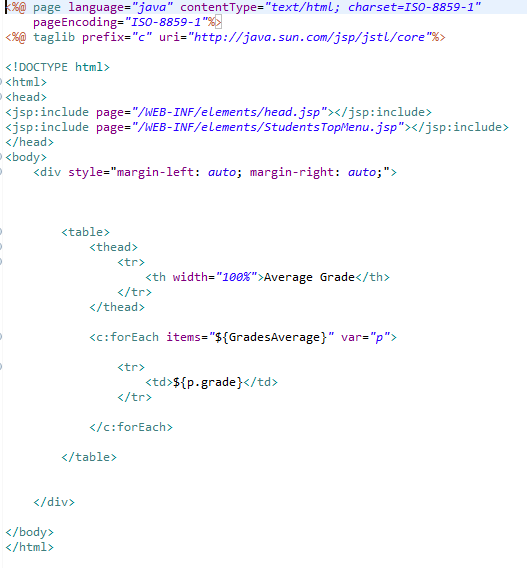 <%@ page language="java" contentType="text/html; charset=ISO-8859-1"
    pageEncoding="ISO-8859-1"%>
<%@ taglib prefix="c" uri="http://java.sun.com/jsp/jstl/core"%>
<!DOCTYPE html>
<html>
<head>
<jsp:include page="/WEB-INF/elements/head.jsp"></jsp:include>
<jsp:include page="/WEB-INF/elements/StudentsTopMenu.jsp"></jsp:include>
</head>
<body>
    <div style="margin-left: auto; margin-right: auto;">
        <table>
            <thead>
                <tr>
                    <th width="100%">Average Grade</th>
                </tr>
            </thead>
            <c:forEach items="${GradesAverage}" var="p">
                <tr>
                    <td>${p.grade}</td>
                </tr>
            </c:forEach>
        </table>
    </div>
</body>
</html>